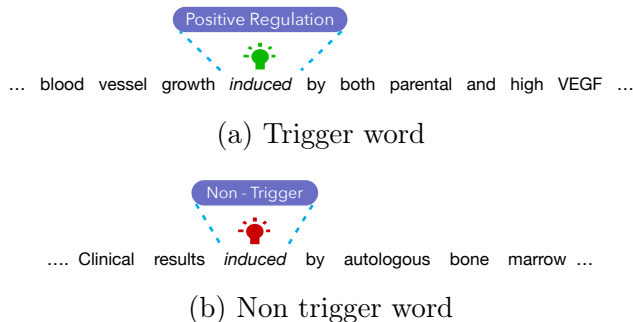 Positive Regulation
... blood vessel growth induced by both parental and high VEGF ...
(a) Trigger word
Non - Trigger
.... Clinical results induced by autologous bone marrow ...
(b) Non trigger word